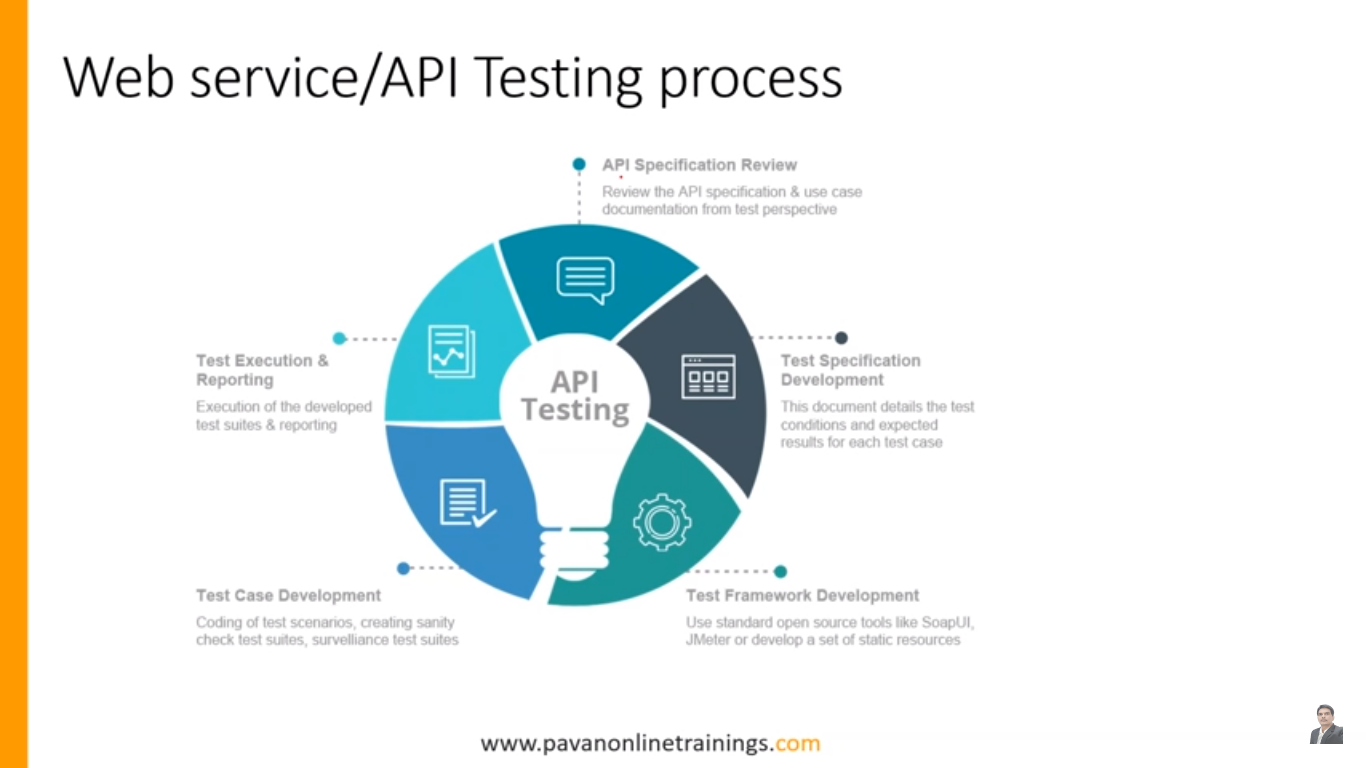 Web service/API Testing process
API Specification Review
Review the API specification & use case
documentation from test perspective
Test Specification
Development
This document details the test
conditions and expected
results for each test case
Test Framework Development
Use standard open source tools like SoapUI,
JMeter or develop a set of static resources
Test Case Development
Coding of test scenarios, creating sanity
check test suites, survelliance test suites
Test Execution &
Reporting
Execution of the developed
test suites & reporting
API
Testing
www.pavanonlinetrainings.com